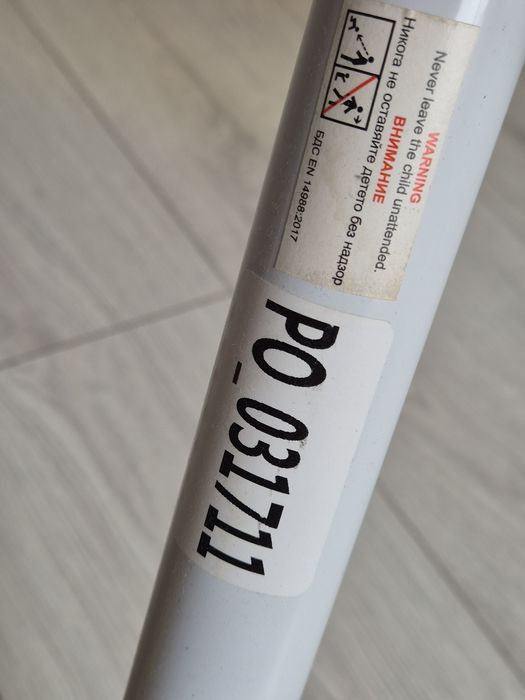 WARNING
Never leave the child unattended.
ВНИМАНИЕ
Никога не оставяйте детето без надзор
БДС EN 14988:2017
PO_031711